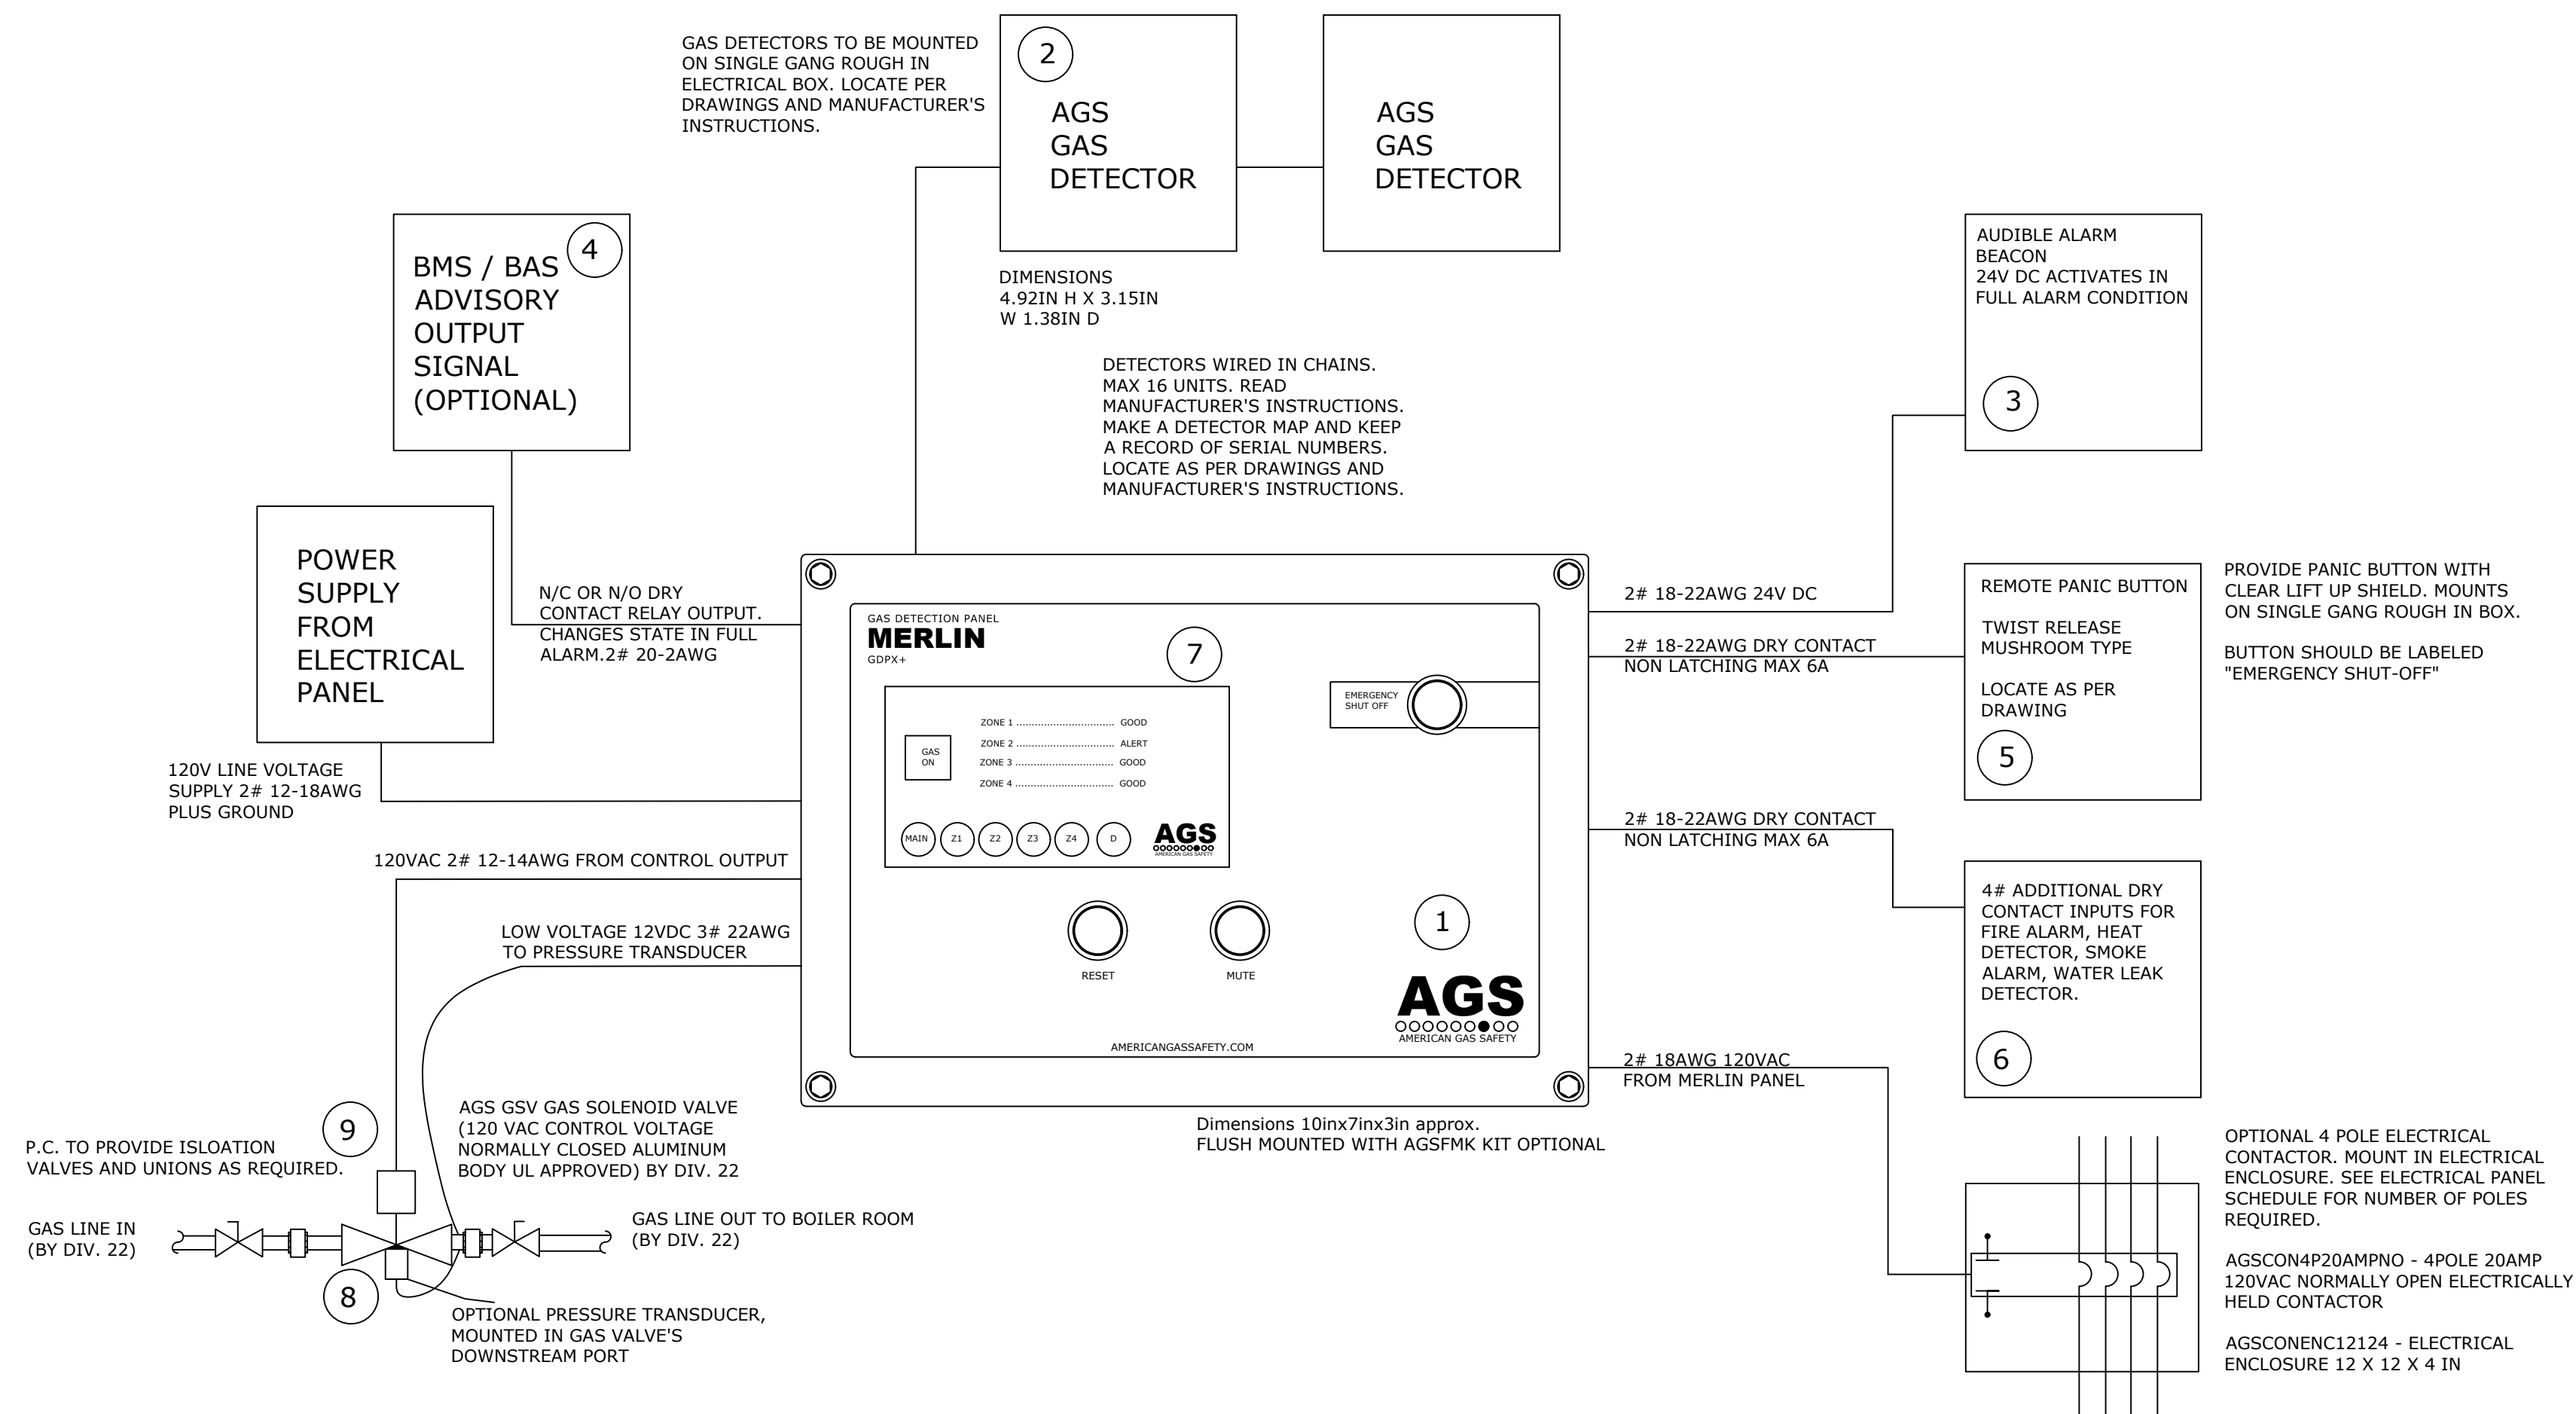 GAS DETECTORS TO BE MOUNTED
ON SINGLE GANG ROUGH IN
ELECTRICAL BOX. LOCATE PER
DRAWINGS AND MANUFACTURER'S
INSTRUCTIONS.
2
AGS
GAS
DETECTOR
AGS
GAS
DETECTOR
DIMENSIONS
4.92IN H X 3.15IN
W 1.38IN D
DETECTORS WIRED IN CHAINS.
MAX 16 UNITS. READ
MANUFACTURER'S INSTRUCTIONS.
MAKE A DETECTOR MAP AND KEEP
A RECORD OF SERIAL NUMBERS.
LOCATE AS PER DRAWINGS AND
MANUFACTURER'S INSTRUCTIONS.
4
BMS / BAS
ADVISORY
OUTPUT
SIGNAL
(OPTIONAL)
AUDIBLE ALARM
BEACON
24V DC ACTIVATES IN
FULL ALARM CONDITION
3
POWER
SUPPLY
FROM
ELECTRICAL
PANEL
N/C OR N/O DRY
CONTACT RELAY OUTPUT.
CHANGES STATE IN FULL
ALARM.2# 20-2AWG
120V LINE VOLTAGE
SUPPLY 2# 12-18AWG
PLUS GROUND
120VAC 2# 12-14AWG FROM CONTROL OUTPUT
LOW VOLTAGE 12VDC 3# 22AWG
TO PRESSURE TRANSDUCER
GAS DETECTION PANEL
MERLIN
GDPX+
7
EMERGENCY
SHUT OFF
GAS
ON
ZONE 1 ................................ GOOD
ZONE 2 ................................ ALERT
ZONE 3 ................................ GOOD
ZONE 4 ................................ GOOD
MAIN
Z1
Z2
Z3
Z4
D
AGS
AMERICAN GAS SAFETY
RESET
MUTE
1
AGS
AMERICAN GAS SAFETY
AMERICANGASSAFETY.COM
Dimensions 10inx7inx3in approx.
FLUSH MOUNTED WITH AGSFMK KIT OPTIONAL
2# 18-22AWG 24V DC
2# 18-22AWG DRY CONTACT
NON LATCHING MAX 6A
2# 18-22AWG DRY CONTACT
NON LATCHING MAX 6A
2# 18AWG 120VAC
FROM MERLIN PANEL
REMOTE PANIC BUTTON
TWIST RELEASE
MUSHROOM TYPE
LOCATE AS PER
DRAWING
5
PROVIDE PANIC BUTTON WITH
CLEAR LIFT UP SHIELD. MOUNTS
ON SINGLE GANG ROUGH IN BOX.
BUTTON SHOULD BE LABELED
"EMERGENCY SHUT-OFF"
4# ADDITIONAL DRY
CONTACT INPUTS FOR
FIRE ALARM, HEAT
DETECTOR, SMOKE
ALARM, WATER LEAK
DETECTOR.
6
OPTIONAL 4 POLE ELECTRICAL
CONTACTOR. MOUNT IN ELECTRICAL
ENCLOSURE. SEE ELECTRICAL PANEL
SCHEDULE FOR NUMBER OF POLES
REQUIRED.
AGSCON4P20AMPNO - 4POLE 20AMP
120VAC NORMALLY OPEN ELECTRICALLY
HELD CONTACTOR
AGSCONENC12124 - ELECTRICAL
ENCLOSURE 12 X 12 X 4 IN
9
P.C. TO PROVIDE ISLOATION
VALVES AND UNIONS AS REQUIRED.
AGS GSV GAS SOLENOID VALVE
(120 VAC CONTROL VOLTAGE
NORMALLY CLOSED ALUMINUM
BODY UL APPROVED) BY DIV. 22
GAS LINE IN
(BY DIV. 22)
GAS LINE OUT TO BOILER ROOM
(BY DIV. 22)
8
OPTIONAL PRESSURE TRANSDUCER,
MOUNTED IN GAS VALVE'S
DOWNSTREAM PORT